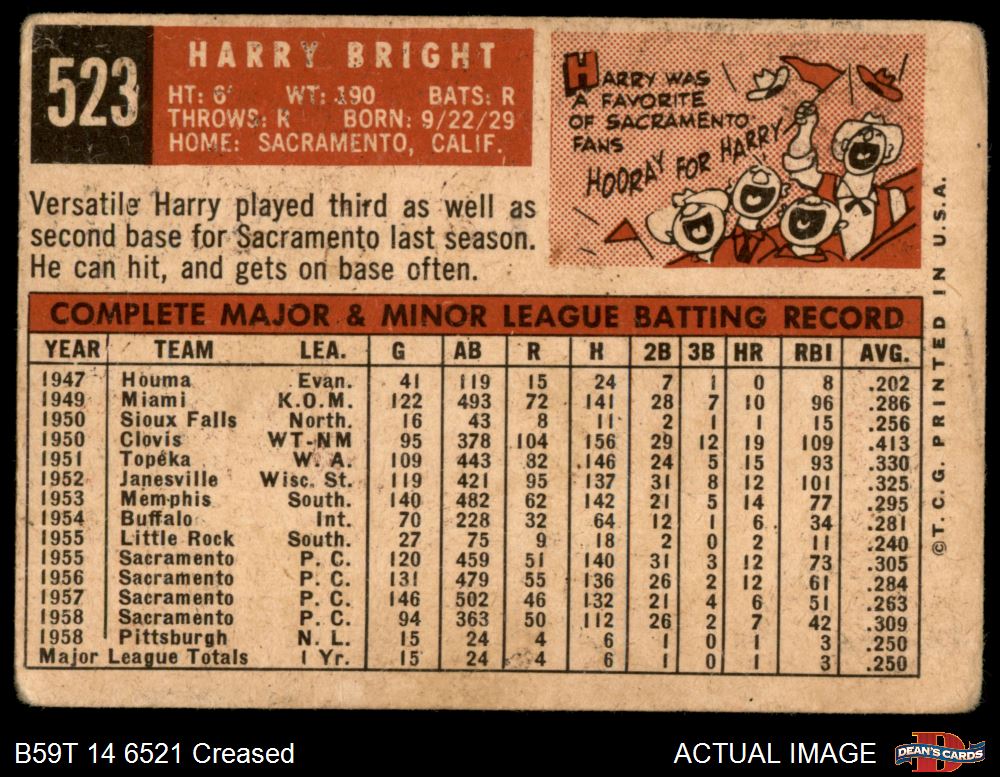 523
HARRY BRIGHT
HT: 6' WT: 190 BATS: R
THROWS: R BORN: 9/22/29
HOME: SACRAMENTO, CALIF.
HARRY WAS
A FAVORITE
OF SACRAMENTO
FANS
HOORAY FOR HARRY
Versatile Harry played third as well as
second base for Sacramento last season.
He can hit, and gets on base often.
COMPLETE MAJOR & MINOR LEAGUE BATTING RECORD
YEAR TEAM LEA. G AB R H 2B 3B HR RBI AVG.
1947 Houma Evan. 41 119 15 24 7 1 0 8 .202
1949 Miami K.O.M. 122 493 72 141 28 7 10 96 .286
1950 Sioux Falls North. 16 43 8 11 2 1 1 15 .256
1950 Clovis WT-NM 95 378 104 156 29 12 19 109 .413
1951 Topeka W. A. 109 443 82 146 24 5 15 93 .330
1952 Janesville Wisc. St. 119 421 95 137 31 8 12 101 .325
1953 Memphis South. 140 482 62 142 21 5 14 77 .295
1954 Buffalo Int. 70 228 32 64 12 1 6 34 .281
1955 Little Rock South. 27 75 9 18 2 0 2 11 .240
1955 Sacramento P. C. 120 459 51 140 31 3 12 73 .305
1956 Sacramento P. C. 131 479 55 136 26 2 12 61 .284
1957 Sacramento P. C. 146 502 46 132 21 4 6 51 .263
1958 Sacramento P. C. 94 363 50 112 26 2 7 42 .309
1958 Pittsburgh N. L. 15 24 4 6 1 0 1 3 .250
Major League Totals 1 Yr. 15 24 4 6 1 0 1 3 .250
©T. C. G. PRINTED IN U.S.A.
B59T 14 6521 Creased
ACTUAL IMAGE
DEAN'S CARDS